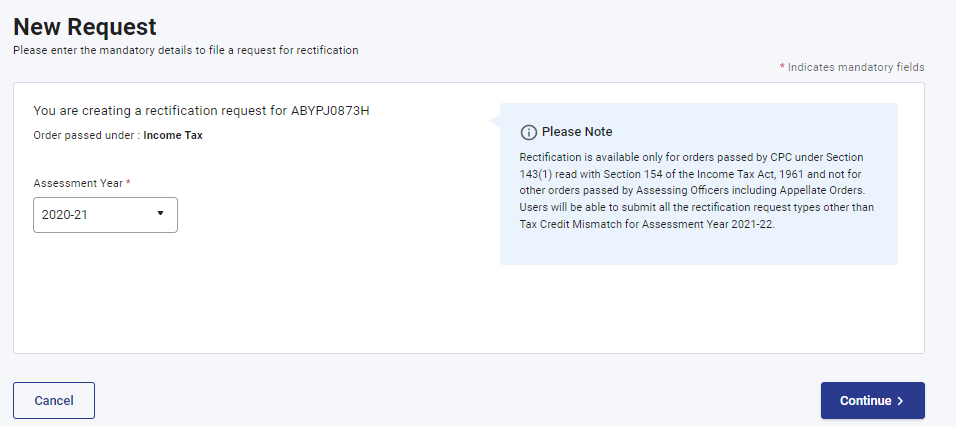 New Request
Please enter the mandatory details to file a request for rectification
* Indicates mandatory fields
You are creating a rectification request for ABYPJ0873H
Order passed under : Income Tax
Assessment Year *
2020-21
Please Note
Rectification is available only for orders passed by CPC under Section
143(1) read with Section 154 of the Income Tax Act, 1961 and not for
other orders passed by Assessing Officers including Appellate Orders.
Users will be able to submit all the rectification request types other than
Tax Credit Mismatch for Assessment Year 2021-22.
Cancel
Continue >